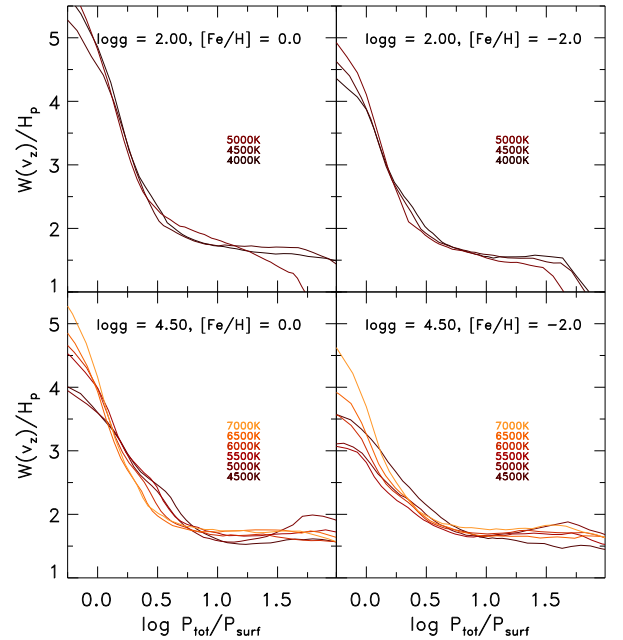 logg = 2.00, [Fe/H] = 0.0
logg = 2.00, [Fe/H] = −2.0
5
4
3
2
1
W(v_z)/H_p
5000K
4500K
4000K
5000K
4500K
4000K
logg = 4.50, [Fe/H] = 0.0
logg = 4.50, [Fe/H] = −2.0
5
4
3
2
1
W(v_z)/H_p
7000K
6500K
6000K
5500K
5000K
4500K
7000K
6500K
6000K
5500K
5000K
4500K
0.0 0.5 1.0 1.5
0.0 0.5 1.0 1.5
log P_tot/P_surf
log P_tot/P_surf